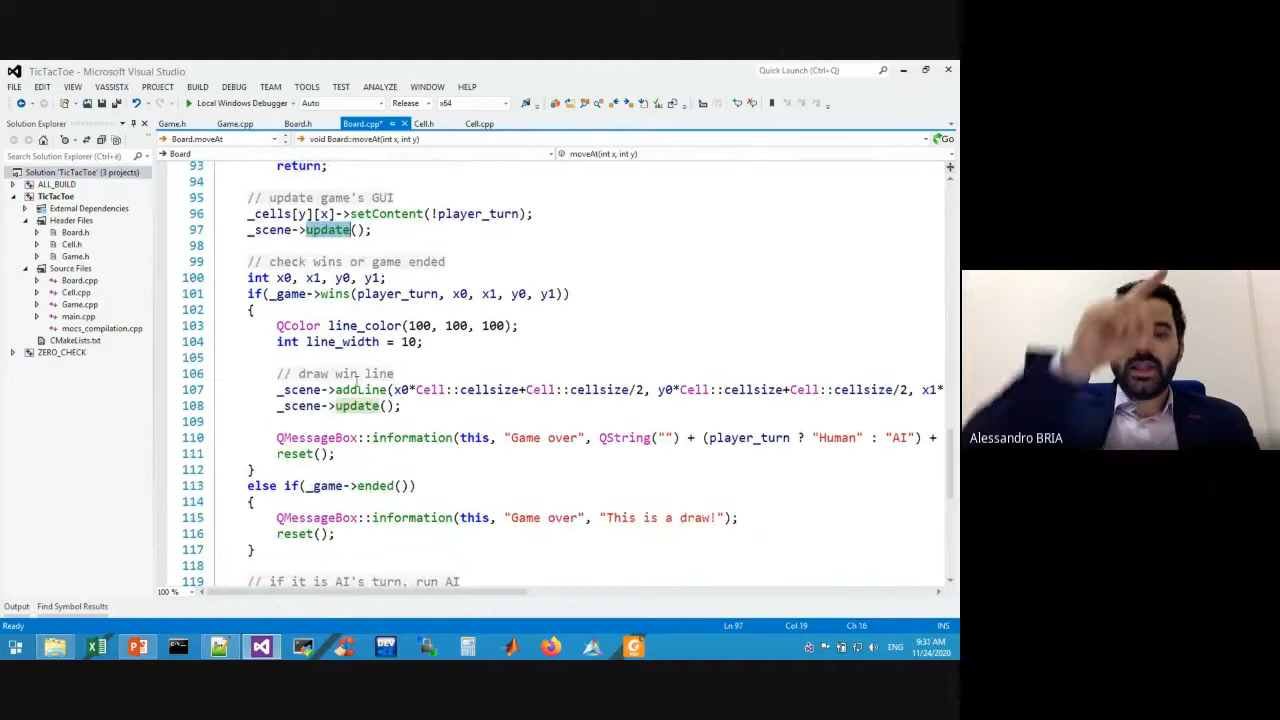 TicTacToe - Microsoft Visual Studio
Quick Launch (Ctrl+Q)
FILE EDIT VIEW VASSISTX PROJECT BUILD DEBUG TEAM TOOLS TEST ANALYZE WINDOW HELP
Local Windows Debugger Auto Release x64
Solution Explorer
Game.h Game.cpp Board.h Board.cpp* Cell.h Cell.cpp
Board.moveAt void Board::moveAt(int x, int y) Go
Board moveAt(int x, int y)
Search Solution Explorer (Ctrl+è)
Solution 'TicTacToe' (3 projects)
ALL_BUILD
TicTacToe
External Dependencies
Header Files
Board.h
Cell.h
Game.h
Source Files
Board.cpp
Cell.cpp
Game.cpp
main.cpp
mocs_compilation.cpp
CMakeLists.txt
ZERO_CHECK
93 return;
94
95 // update game's GUI
96 _cells[y][x]->setContent(!player_turn);
97 _scene->update();
98
99 // check wins or game ended
100 int x0, x1, y0, y1;
101 if(_game->wins(player_turn, x0, x1, y0, y1))
102 {
103 QColor line_color(100, 100, 100);
104 int line_width = 10;
105
106 // draw win line
107 _scene->addLine(x0*Cell::cellsize+Cell::cellsize/2, y0*Cell::cellsize+Cell::cellsize/2, x1*
108 _scene->update();
109
110 QMessageBox::information(this, "Game over", QString("") + (player_turn ? "Human" : "AI") +
111 reset();
112 }
113 else if(_game->ended())
114 {
115 QMessageBox::information(this, "Game over", "This is a draw!");
116 reset();
117 }
118
119 // if it is AI's turn, run AI
100 %
Output Find Symbol Results
Ready Ln 97 Col 19 Ch 16 INS
DEV
PDF
ENG
9:31 AM
11/24/2020
Alessandro BRIA